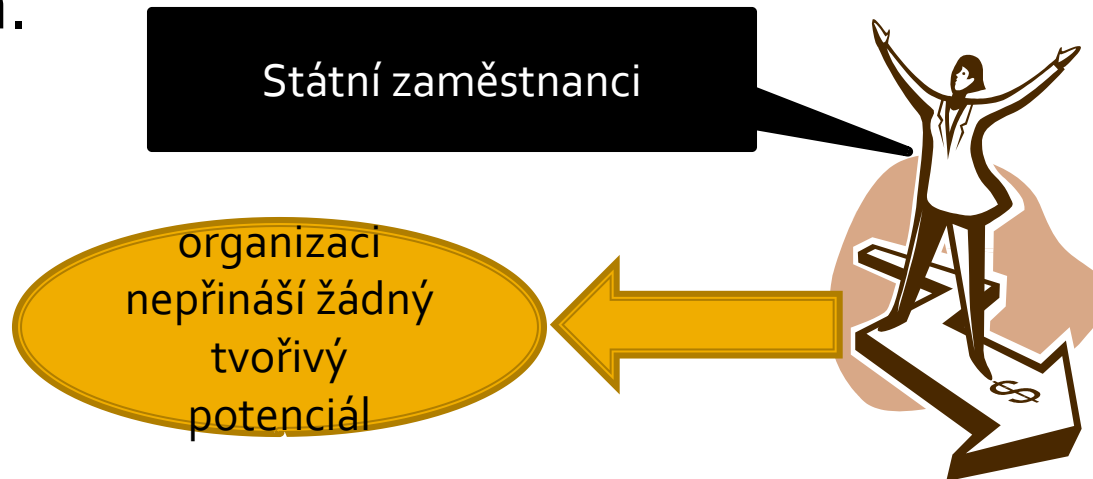 Státní zaměstnanci
organizaci
nepřináší žádný
tvořivý
potenciál
$